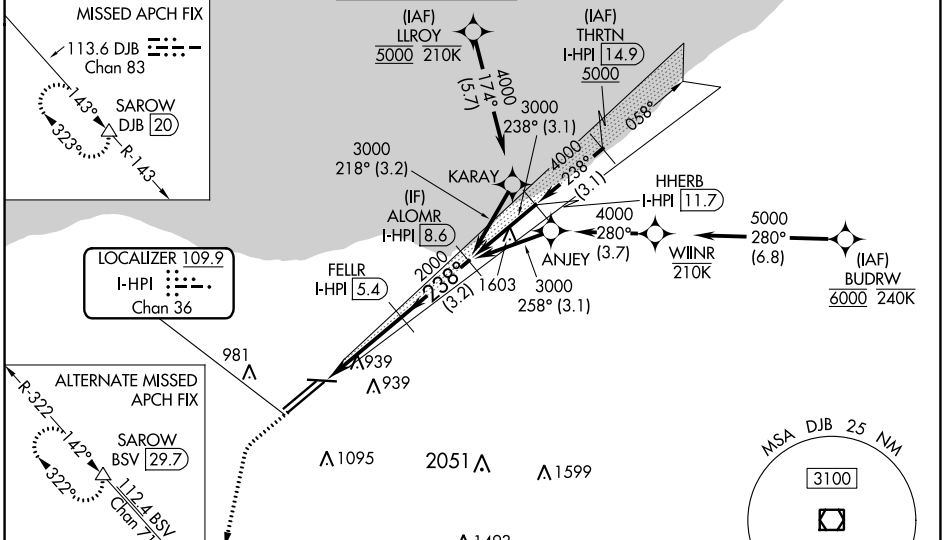 MISSED APCH FIX
113.6 DJB
Chan 83
143°
323°
SAROW
DJB 20
R-143
(IAF)
LLROY
5000 210K
4000
174°
(5.7)
(IAF)
THRTN
I-HPI 14.9
5000
3000
238° (3.1)
058°
4000
238°
(3.1)
3000
218° (3.2)
KARAY
HHERB
I-HPI 11.7
(IF)
ALOMR
I-HPI 8.6
4000
280°
(3.7)
5000
280°
(6.8)
ANJEY
WIINR
210K
(IAF)
BUDRW
6000 240K
LOCALIZER 109.9
I-HPI
Chan 36
FELLR
I-HPI 5.4
2000
238°
(3.2)
1603
3000
258° (3.1)
981
939
939
ALTERNATE MISSED
APCH FIX
R-322
142°
322°
SAROW
BSV 29.7
112.4 BSV
1095
2051
1599
MSA DJB 25 NM
3100